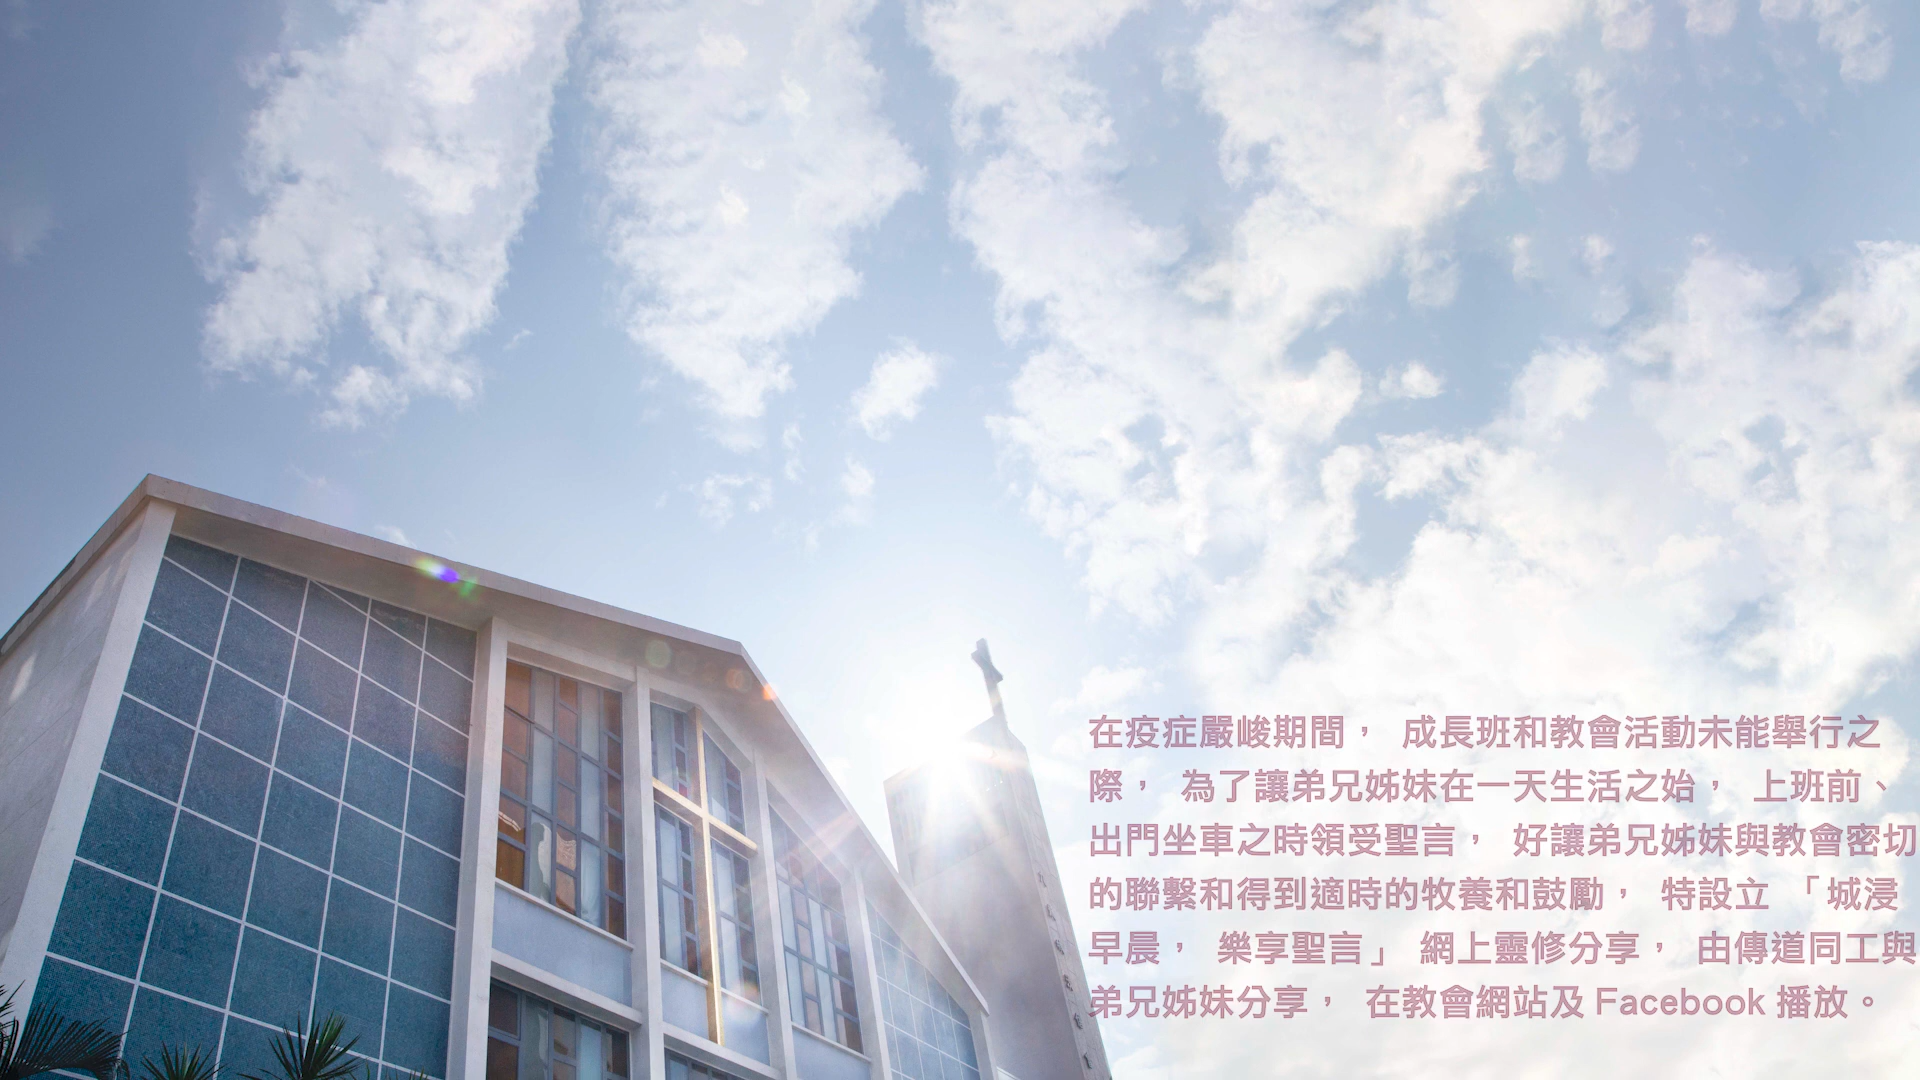 在疫症嚴峻期間， 成長班和教會活動未能舉行之
際， 為了讓弟兄姊妹在一天生活之始， 上班前、
出門坐車之時領受聖言， 好讓弟兄姊妹與教會密切
的聯繫和得到適時的牧養和鼓勵， 特設立 「城浸
早晨， 樂享聖言」 網上靈修分享， 由傳道同工與
弟兄姊妹分享， 在教會網站及 Facebook 播放。